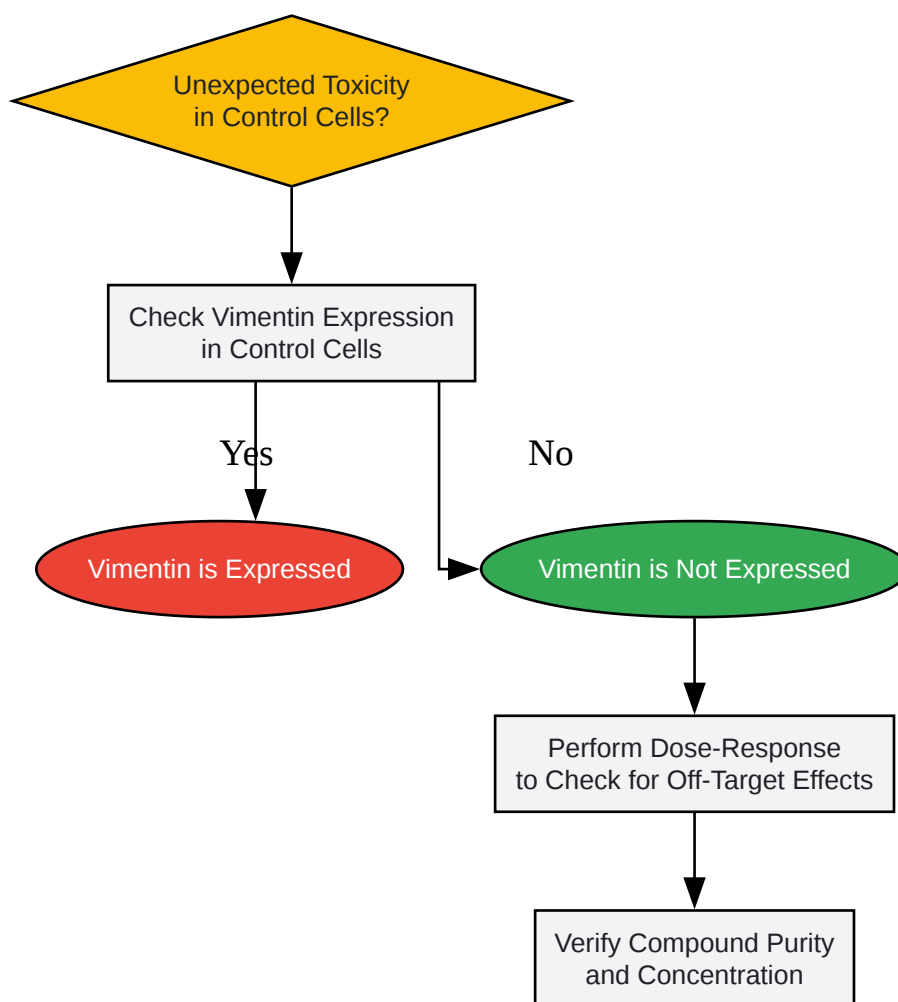 Unexpected Toxicity
in Control Cells?
Check Vimentin Expression
in Control Cells
Yes
No
Vimentin is Expressed
Vimentin is Not Expressed
Perform Dose-Response
to Check for Off-Target Effects
Verify Compound Purity
and Concentration